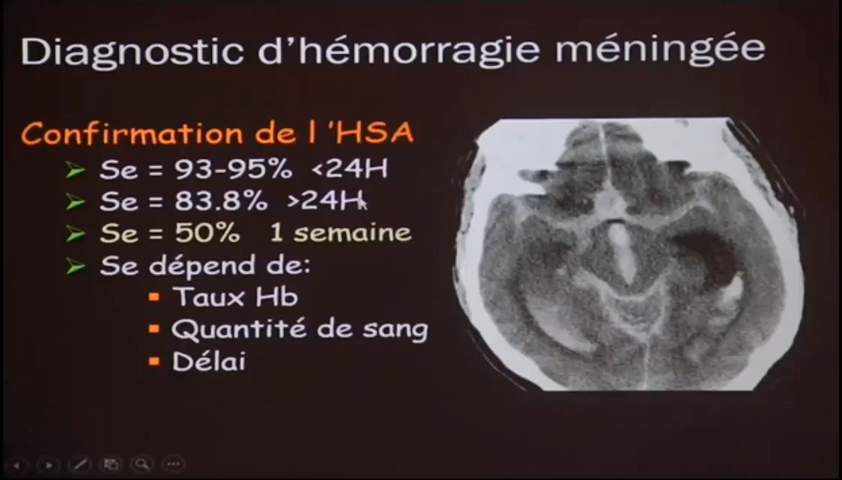 Diagnostic d'hémorragie méningée
Confirmation de l 'HSA
Se = 93-95% <24H
Se = 83.8% >24H
Se = 50% 1 semaine
Se dépend de:
Taux Hb
Quantité de sang
Délai